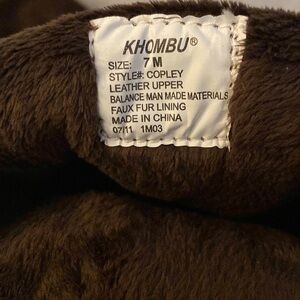 KHOMBU®
SIZE: 7 M
STYLE#: COPLEY
LEATHER UPPER
BALANCE MAN MADE MATERIALS
FAUX FUR LINING
MADE IN CHINA
07/11 1M03